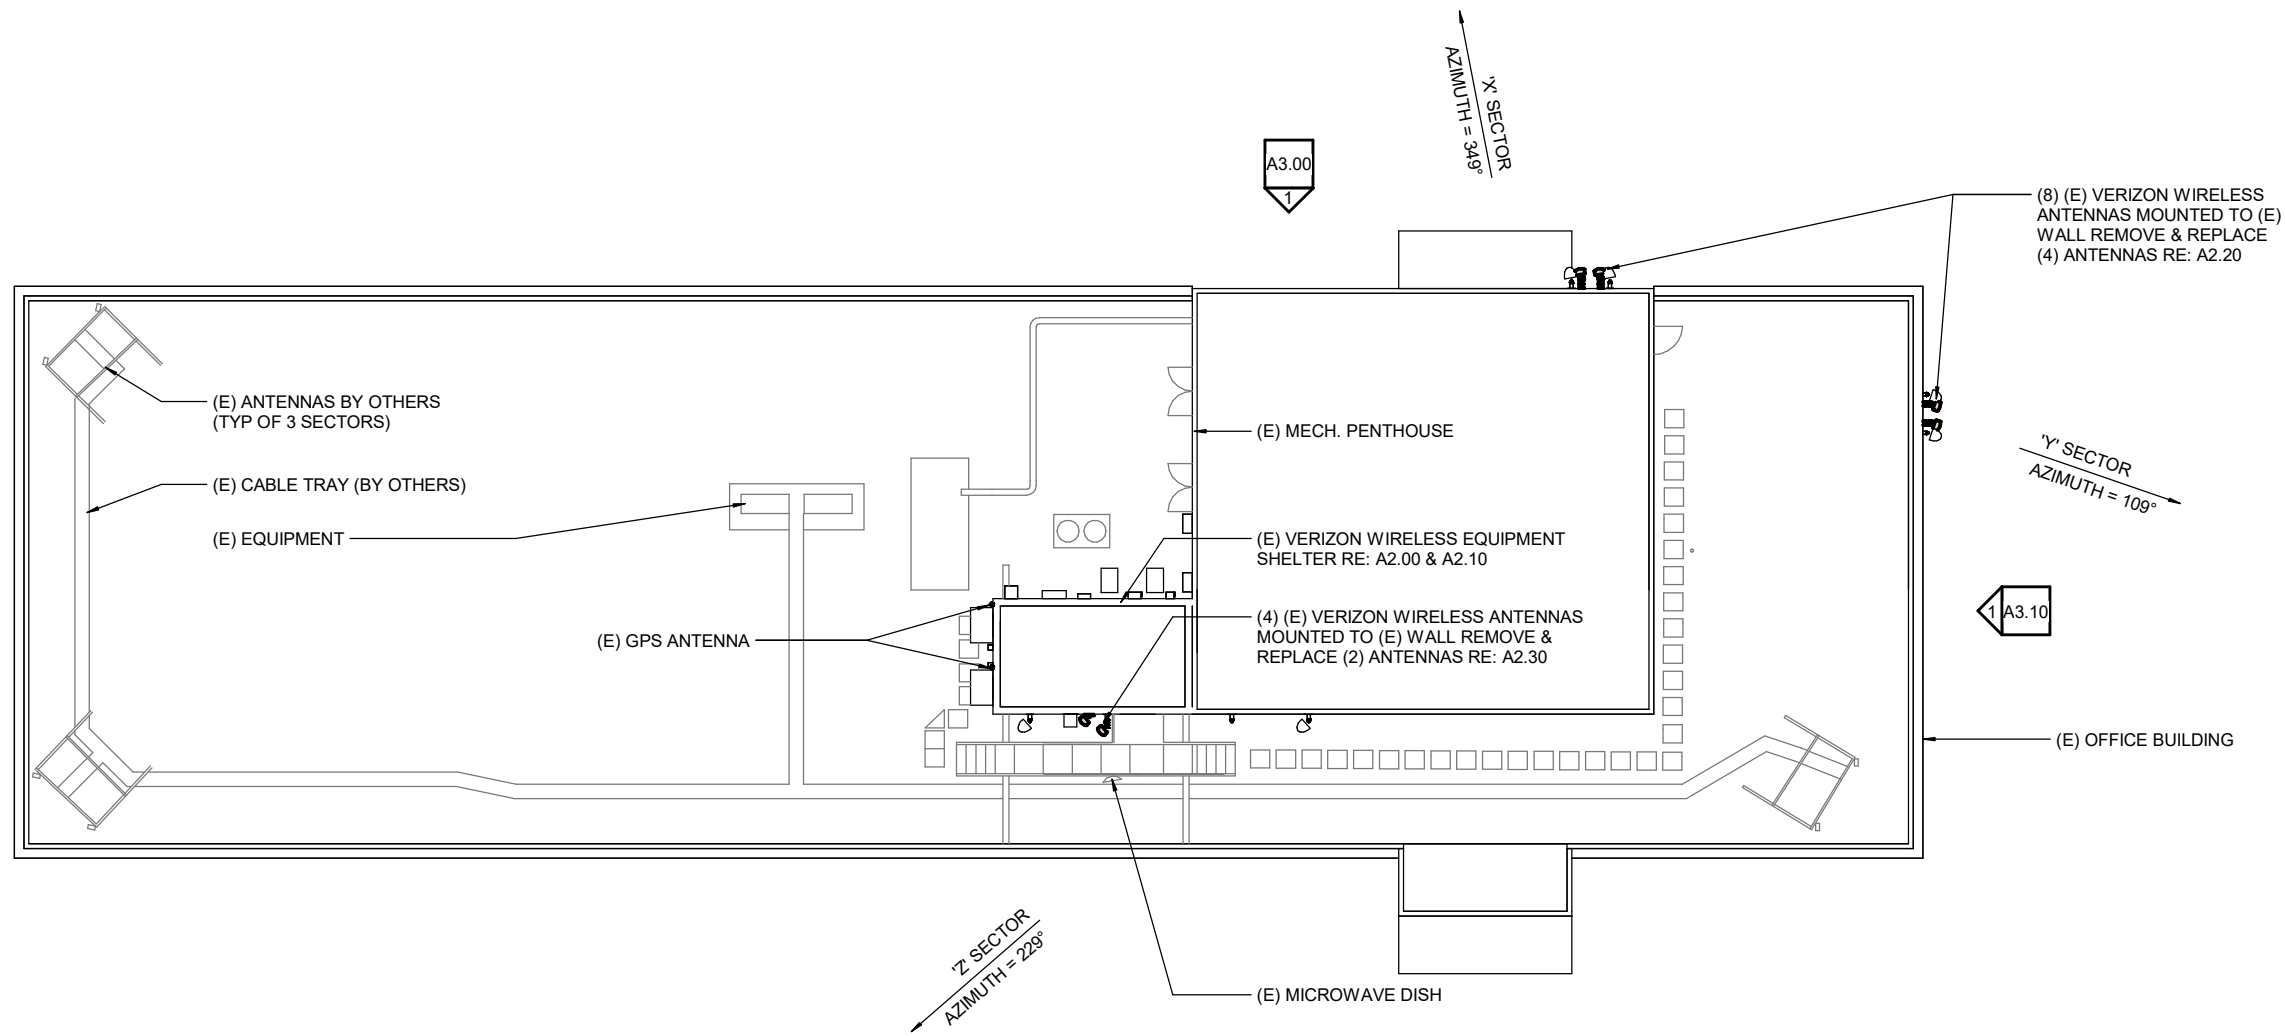 'X' SECTOR
AZIMUTH = 349°
A3.00
1
(8) (E) VERIZON WIRELESS
ANTENNAS MOUNTED TO (E)
WALL REMOVE & REPLACE
(4) ANTENNAS RE: A2.20
(E) ANTENNAS BY OTHERS
(TYP OF 3 SECTORS)
(E) MECH. PENTHOUSE
'Y' SECTOR
AZIMUTH = 109°
(E) CABLE TRAY (BY OTHERS)
(E) EQUIPMENT
(E) VERIZON WIRELESS EQUIPMENT
SHELTER RE: A2.00 & A2.10
1 A3.10
(E) GPS ANTENNA
(4) (E) VERIZON WIRELESS ANTENNAS
MOUNTED TO (E) WALL REMOVE &
REPLACE (2) ANTENNAS RE: A2.30
(E) OFFICE BUILDING
'Z' SECTOR
AZIMUTH = 229°
(E) MICROWAVE DISH